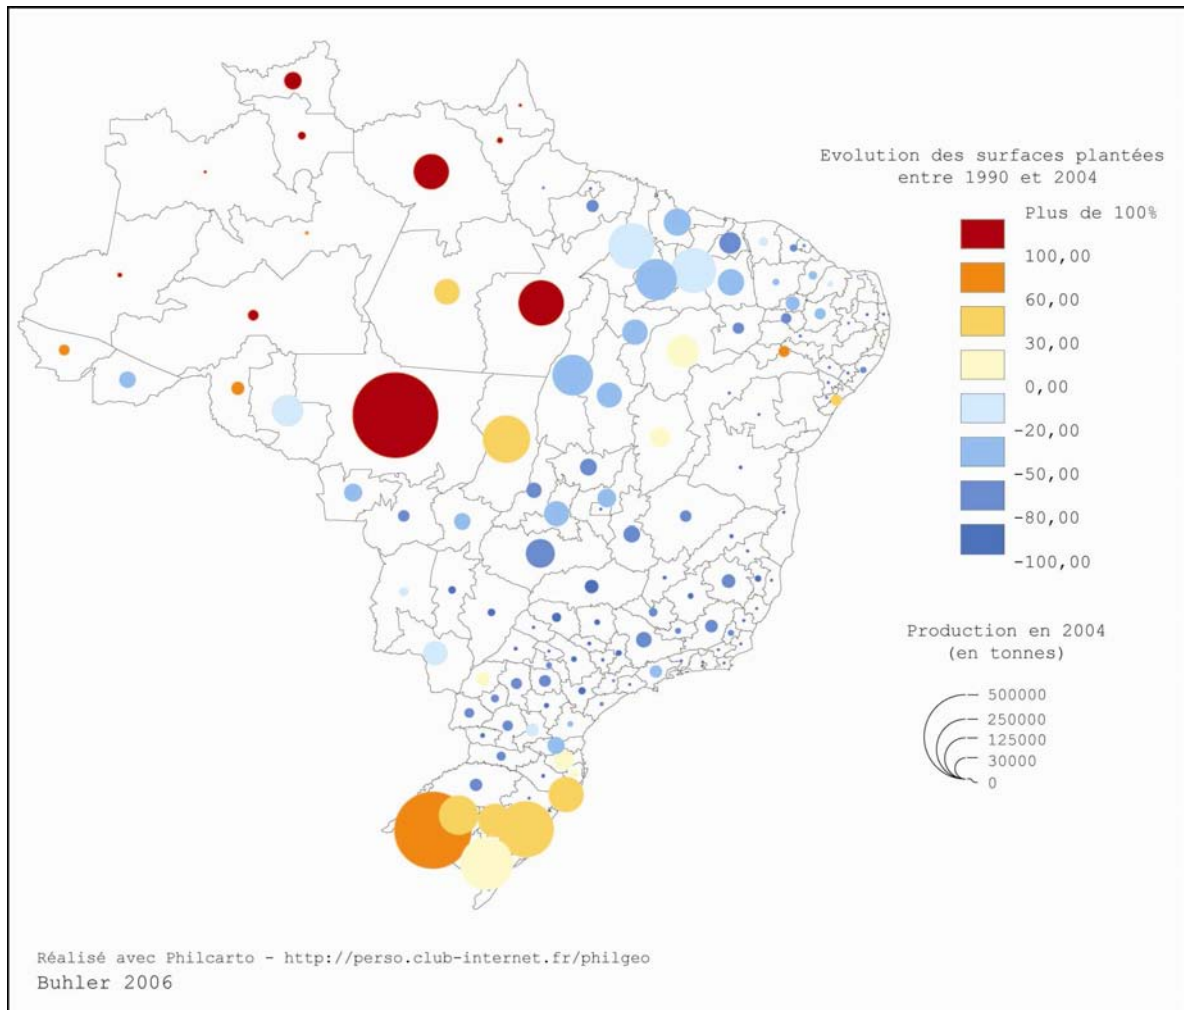 Evolution des surfaces plantées
entre 1990 et 2004
Plus de 100%
100,00
60,00
30,00
0,00
-20,00
-50,00
-80,00
-100,00
Production en 2004
(en tonnes)
500000
250000
125000
30000
0
Réalisé avec Philcarto - http://perso.club-internet.fr/philgeo
Buhler 2006